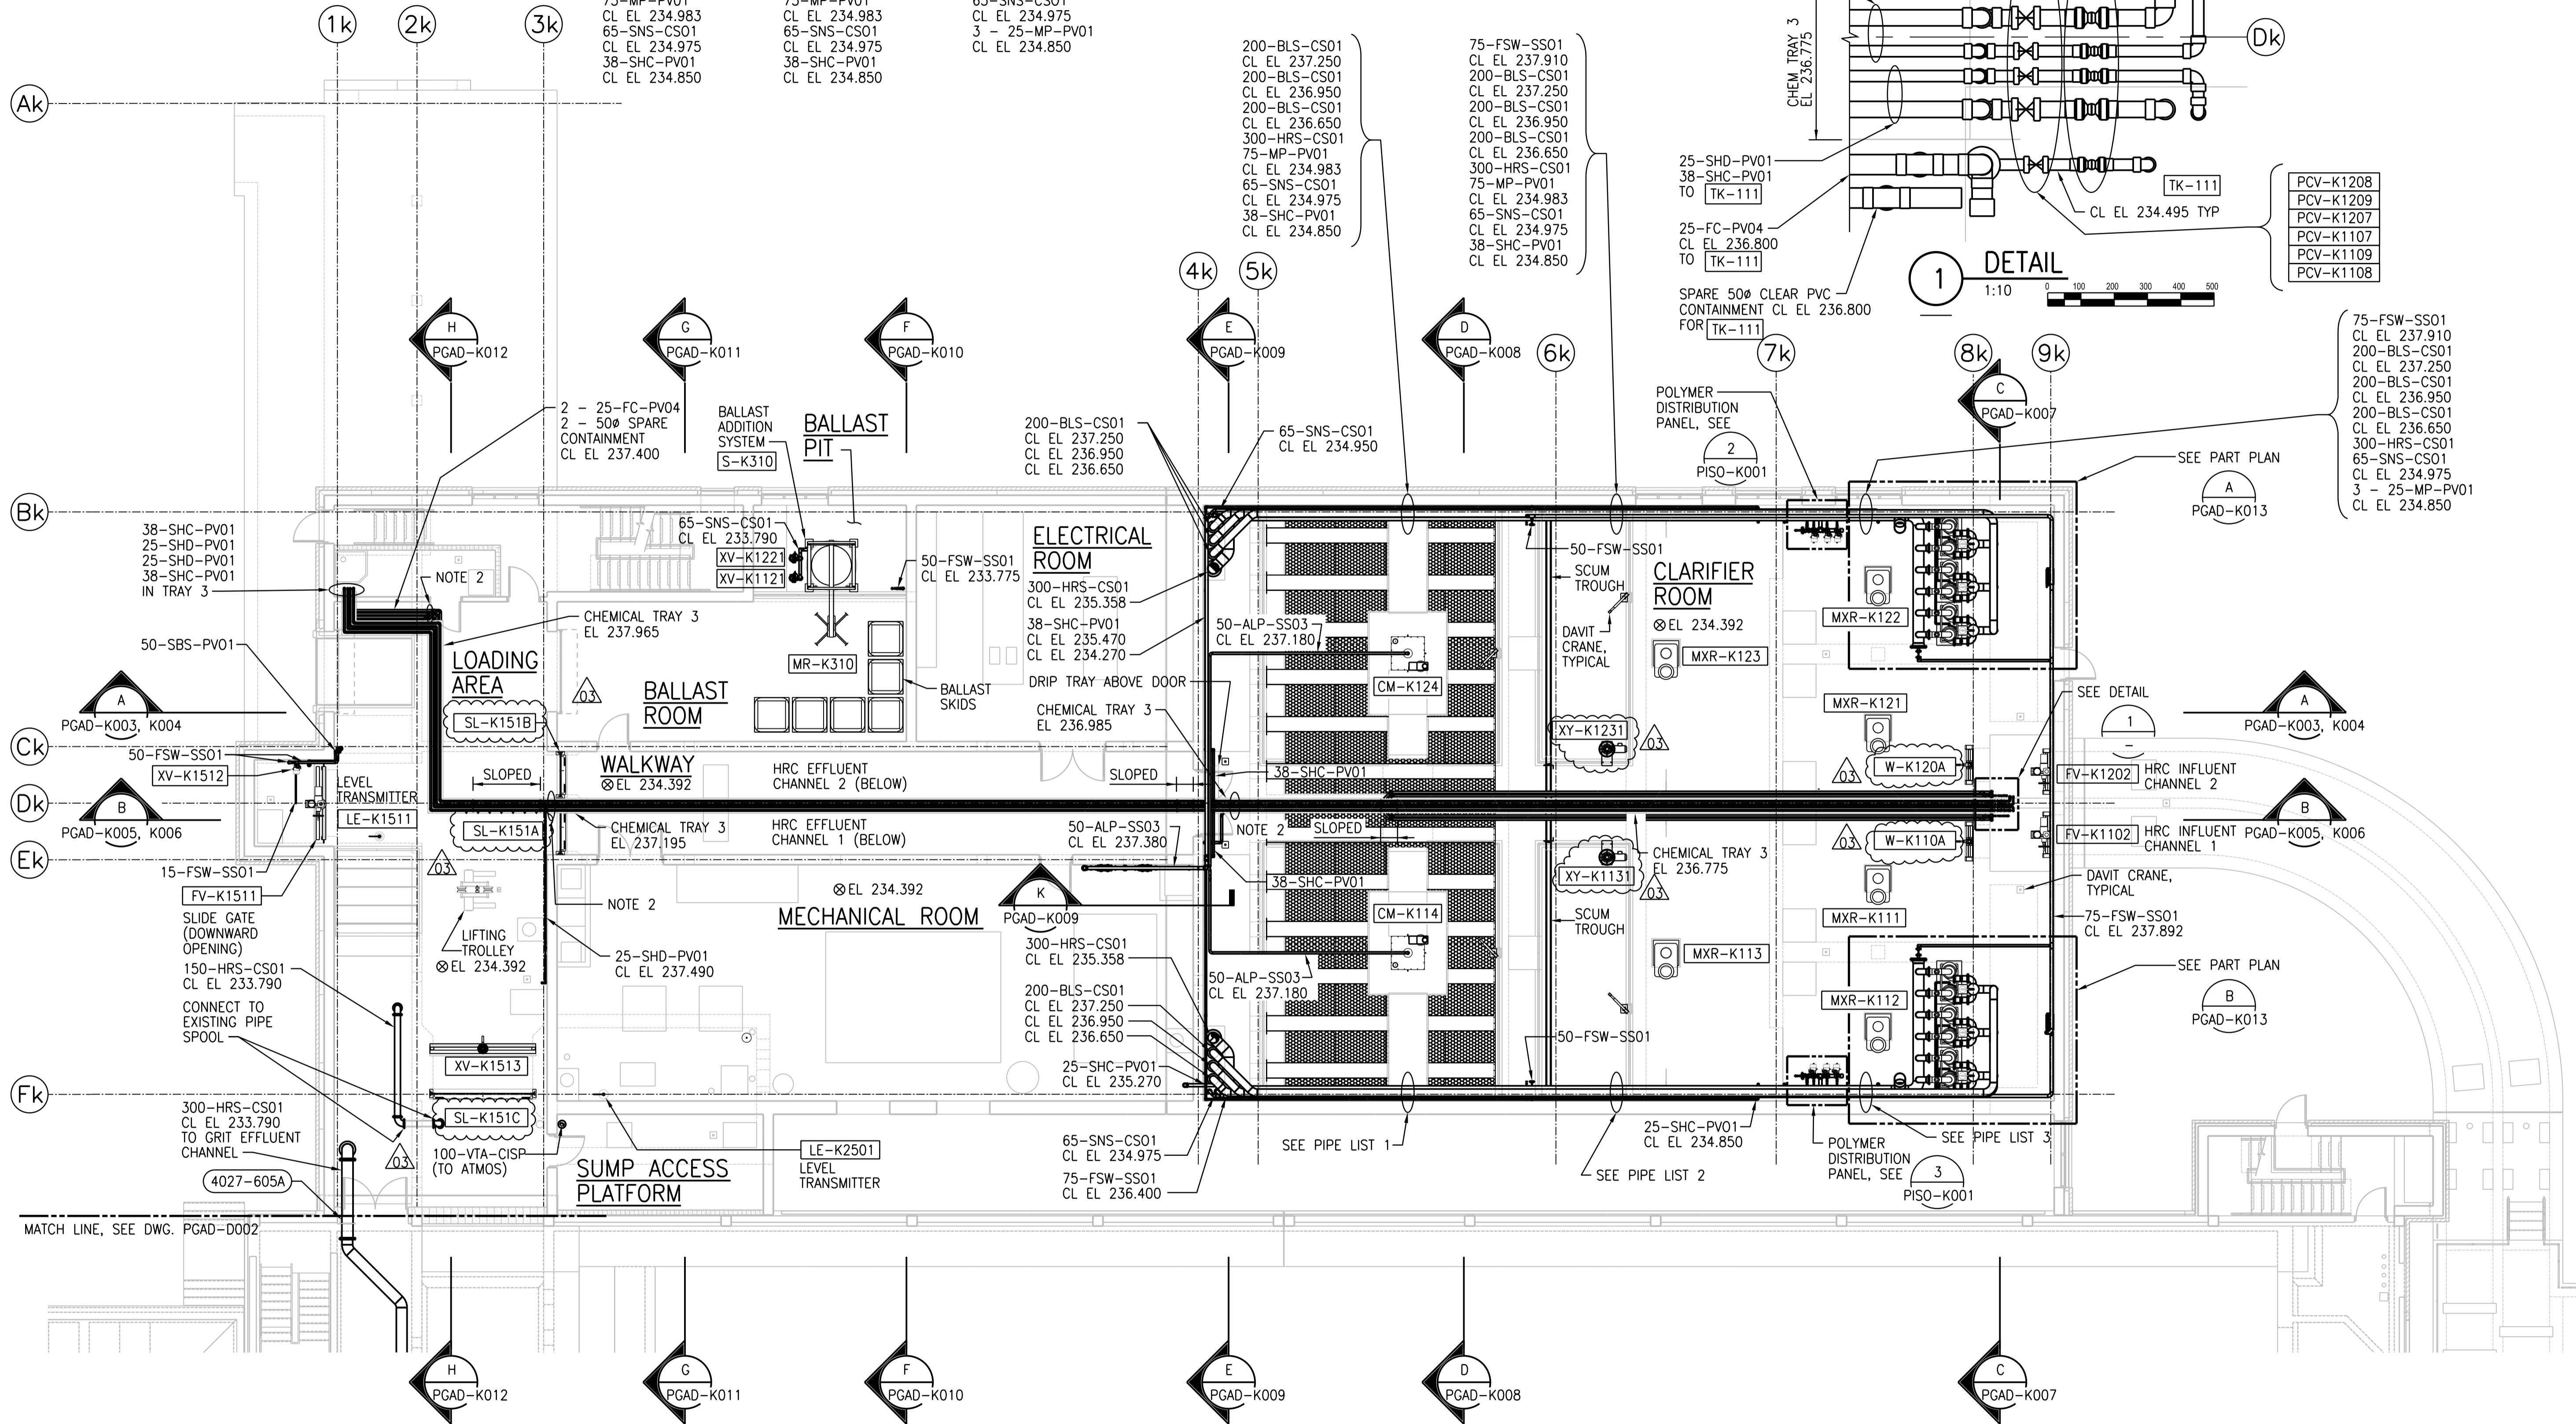 1k
2k
3k
75-MP-PV01
CL EL 234.983
65-SNS-CS01
CL EL 234.975
38-SHC-PV01
CL EL 234.850
75-MP-PV01
CL EL 234.983
65-SNS-CS01
CL EL 234.975
38-SHC-PV01
CL EL 234.850
65-SNS-CS01
CL EL 234.975
3 - 25-MP-PV01
CL EL 234.850
200-BLS-CS01
CL EL 237.250
200-BLS-CS01
CL EL 236.950
200-BLS-CS01
CL EL 236.650
300-HRS-CS01
75-MP-PV01
CL EL 234.983
65-SNS-CS01
CL EL 234.975
38-SHC-PV01
CL EL 234.850
75-FSW-SS01
CL EL 237.910
200-BLS-CS01
CL EL 237.250
200-BLS-CS01
CL EL 236.950
200-BLS-CS01
CL EL 236.650
300-HRS-CS01
75-MP-PV01
CL EL 234.983
65-SNS-CS01
CL EL 234.975
38-SHC-PV01
CL EL 234.850
CHEM TRAY 3
EL 236.775
Dk
25-SHD-PV01
38-SHC-PV01
TO TK-111
25-FC-PV04
CL EL 236.800
TO TK-111
SPARE 50ø CLEAR PVC
CONTAINMENT CL EL 236.800
FOR TK-111
TK-111
CL EL 234.495 TYP
PCV-K1208
PCV-K1209
PCV-K1207
PCV-K1107
PCV-K1109
PCV-K1108
1
DETAIL
1:10
0 100 200 300 400 500
Ak
4k
5k
6k
7k
8k
9k
H
PGAD-K012
G
PGAD-K011
F
PGAD-K010
E
PGAD-K009
D
PGAD-K008
C
PGAD-K007
75-FSW-SS01
CL EL 237.910
200-BLS-CS01
CL EL 237.250
200-BLS-CS01
CL EL 236.950
200-BLS-CS01
CL EL 236.650
300-HRS-CS01
65-SNS-CS01
CL EL 234.975
3 - 25-MP-PV01
CL EL 234.850
2 - 25-FC-PV04
2 - 50ø SPARE
CONTAINMENT
CL EL 237.400
BALLAST
ADDITION
SYSTEM
S-K310
BALLAST
PIT
200-BLS-CS01
CL EL 237.250
CL EL 236.950
CL EL 236.650
65-SNS-CS01
CL EL 234.950
POLYMER
DISTRIBUTION
PANEL, SEE
2
PISO-K001
SEE PART PLAN
A
PGAD-K013
Bk
38-SHC-PV01
25-SHD-PV01
25-SHD-PV01
38-SHC-PV01
IN TRAY 3
NOTE 2
65-SNS-CS01
CL EL 233.790
XV-K1221
XV-K1121
50-FSW-SS01
CL EL 233.775
ELECTRICAL
ROOM
50-FSW-SS01
SCUM
TROUGH
CLARIFIER
ROOM
EL 234.392
CHEMICAL TRAY 3
EL 237.965
300-HRS-CS01
CL EL 235.358
38-SHC-PV01
CL EL 235.470
CL EL 234.270
50-ALP-SS03
CL EL 237.180
DAVIT
CRANE,
TYPICAL
MXR-K122
50-SBS-PV01
LOADING
AREA
MR-K310
MXR-K123
BALLAST
ROOM
BALLAST
SKIDS
DRIP TRAY ABOVE DOOR
CM-K124
03
SL-K151B
A
PGAD-K003, K004
MXR-K121
SEE DETAIL
1
-
A
PGAD-K003, K004
CHEMICAL TRAY 3
EL 236.985
XY-K1231
03
Ck
50-FSW-SS01
XV-K1512
WALKWAY
EL 234.392
HRC EFFLUENT
CHANNEL 2 (BELOW)
SLOPED
SLOPED
38-SHC-PV01
03
W-K120A
FV-K1202
HRC INFLUENT
CHANNEL 2
LEVEL
TRANSMITTER
LE-K1511
Dk
B
PGAD-K005, K006
SL-K151A
CHEMICAL TRAY 3
EL 237.195
HRC EFFLUENT
CHANNEL 1 (BELOW)
50-ALP-SS03
CL EL 237.380
NOTE 2
SLOPED
03
W-K110A
FV-K1102
HRC INFLUENT
CHANNEL 1
B
PGAD-K005, K006
Ek
15-FSW-SS01
FV-K1511
SLIDE GATE
(DOWNWARD
OPENING)
03
EL 234.392
K
PGAD-K009
38-SHC-PV01
XY-K1131
03
CHEMICAL TRAY 3
EL 236.775
MXR-K111
DAVIT CRANE,
TYPICAL
75-FSW-SS01
CL EL 237.892
NOTE 2
MECHANICAL ROOM
CM-K114
SCUM
TROUGH
LIFTING
TROLLEY
EL 234.392
25-SHD-PV01
CL EL 237.490
300-HRS-CS01
CL EL 235.358
50-ALP-SS03
CL EL 237.180
MXR-K113
SEE PART PLAN
B
PGAD-K013
150-HRS-CS01
CL EL 233.790
CONNECT TO
EXISTING PIPE
SPOOL
200-BLS-CS01
CL EL 237.250
CL EL 236.950
CL EL 236.650
MXR-K112
50-FSW-SS01
XV-K1513
25-SHC-PV01
CL EL 235.270
Fk
300-HRS-CS01
CL EL 233.790
TO GRIT EFFLUENT
CHANNEL
SL-K151C
03
100-VTA-CISP
(TO ATMOS)
LE-K2501
LEVEL
TRANSMITTER
65-SNS-CS01
CL EL 234.975
75-FSW-SS01
CL EL 236.400
SEE PIPE LIST 1
SEE PIPE LIST 2
25-SHC-PV01
CL EL 234.850
POLYMER
DISTRIBUTION
PANEL, SEE
3
PISO-K001
SEE PIPE LIST 3
4027-605A
SUMP ACCESS
PLATFORM
MATCH LINE, SEE DWG. PGAD-D002
H
PGAD-K012
G
PGAD-K011
F
PGAD-K010
E
PGAD-K009
D
PGAD-K008
C
PGAD-K007